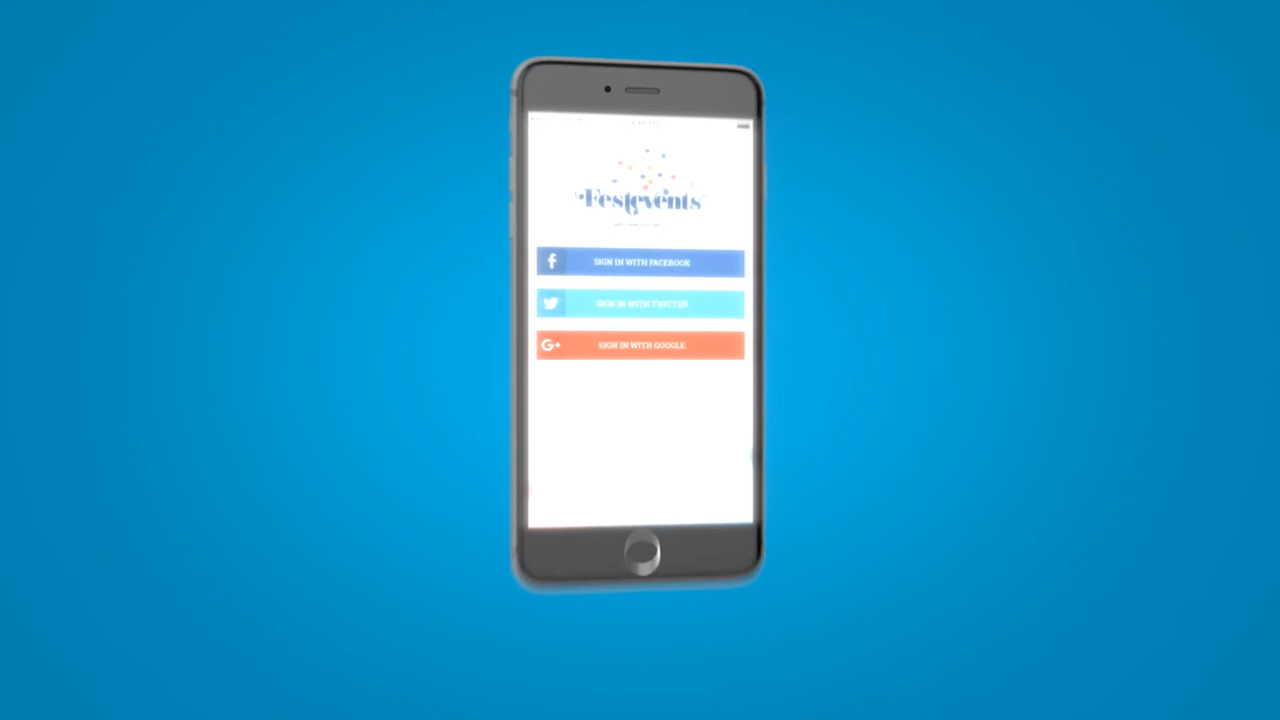 Festevents
SIGN IN WITH FACEBOOK
SIGN IN WITH TWITTER
G+ SIGN IN WITH GOOGLE